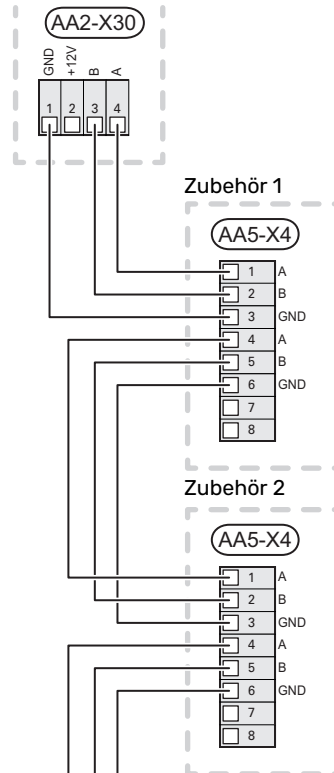 AA2-X30
GND +12V B A
1 2 3 4
Zubehör 1
AA5-X4
1 A
2 B
3 GND
4 A
5 B
6 GND
7
8
Zubehör 2
AA5-X4
1 A
2 B
3 GND
4 A
5 B
6 GND
7
8